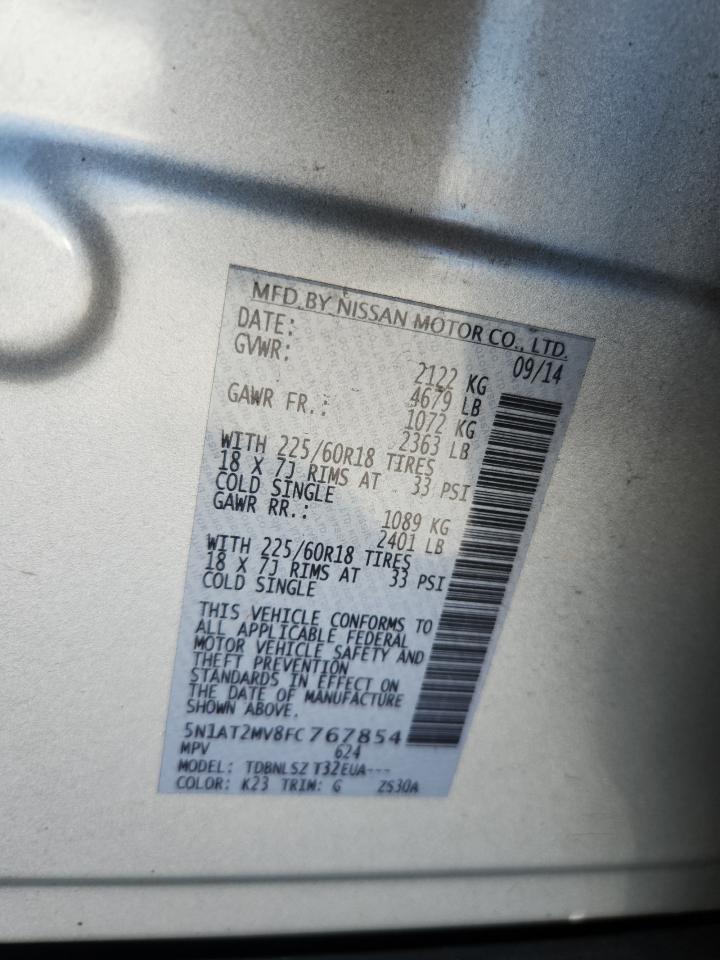 MFD. BY NISSAN MOTOR CO., LTD.
DATE: 09/14
GVWR: 2122 KG
4679 LB
GAWR FR.: 1072 KG
2363 LB
WITH 225/60R18 TIRES
18 X 7J RIMS AT 33 PSI
COLD SINGLE
GAWR RR.: 1089 KG
2401 LB
WITH 225/60R18 TIRES
18 X 7J RIMS AT 33 PSI
COLD SINGLE
THIS VEHICLE CONFORMS TO
ALL APPLICABLE FEDERAL
MOTOR VEHICLE SAFETY AND
THEFT PREVENTION
STANDARDS IN EFFECT ON
THE DATE OF MANUFACTURE
SHOWN ABOVE.
5N1AT2MV8FC767854
MPV 624
MODEL: TDBNLSZ T32EUA---
COLOR: K23 TRIM: G ZS30A